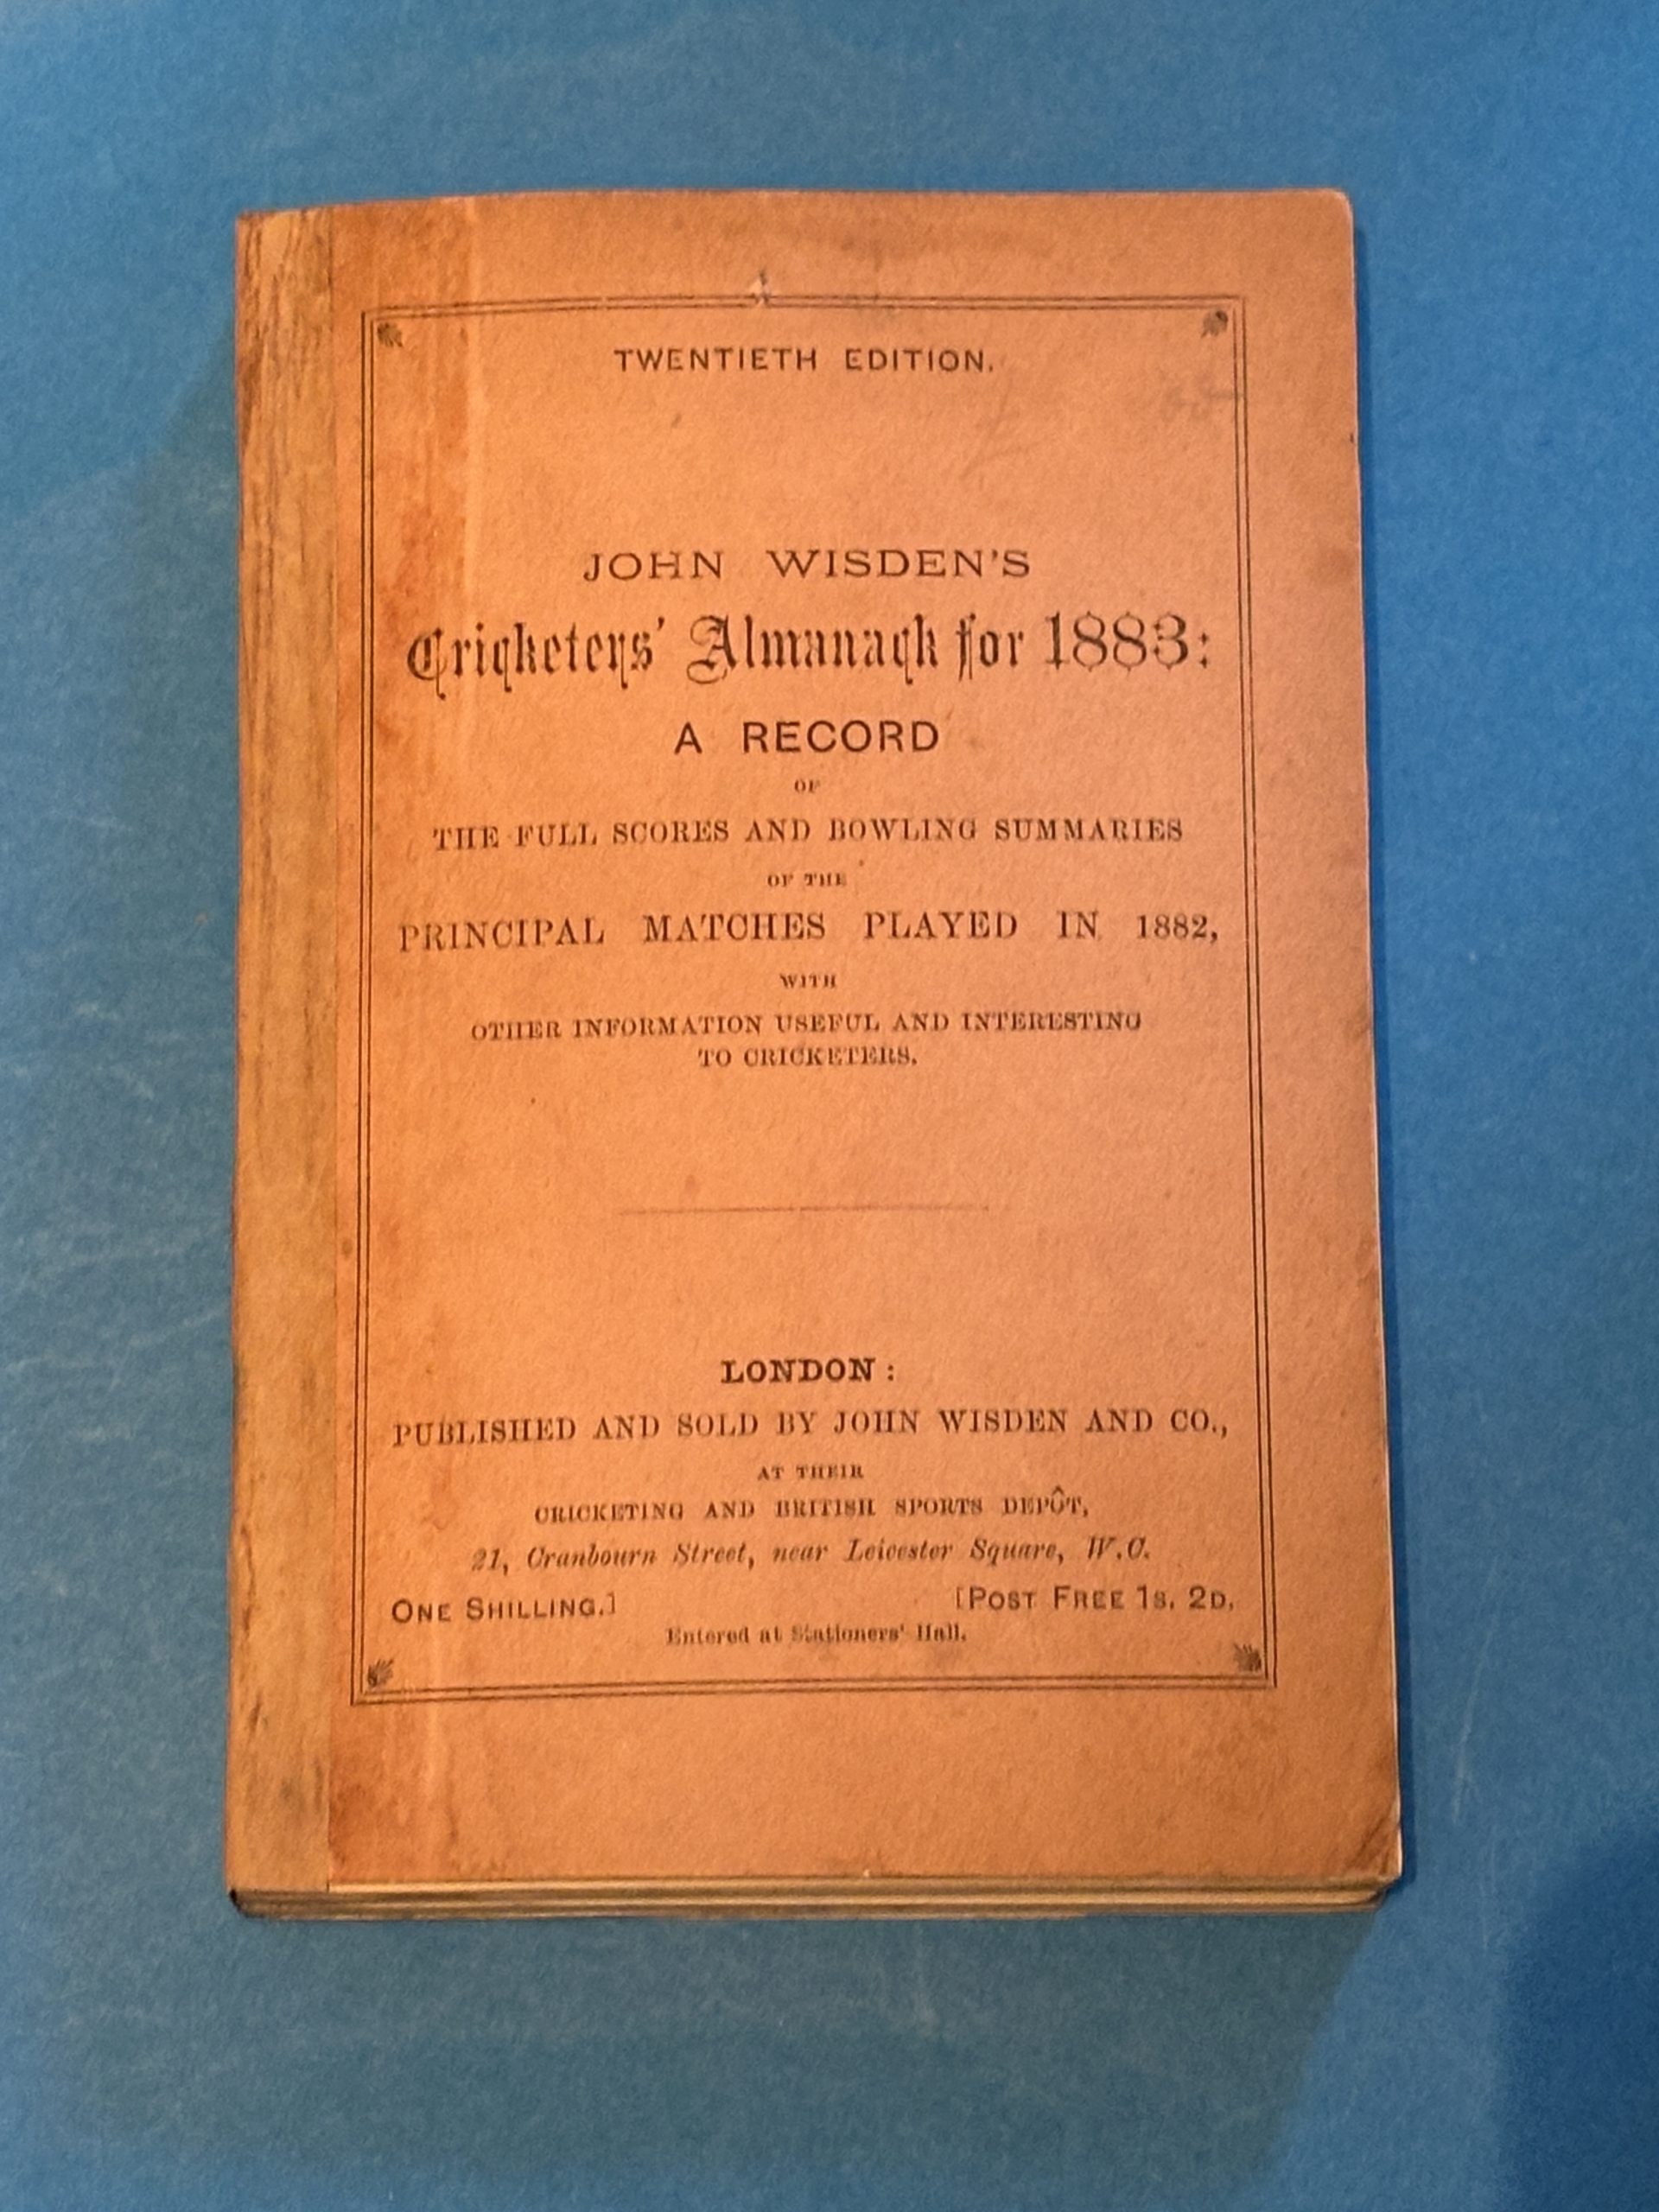 TWENTIETH EDITION.
JOHN WISDEN'S
Cricketers' Almanack for 1883:
A RECORD
OF
THE FULL SCORES AND BOWLING SUMMARIES
OF THE
PRINCIPAL MATCHES PLAYED IN 1882,
WITH
OTHER INFORMATION USEFUL AND INTERESTING
TO CRICKETERS.
LONDON:
PUBLISHED AND SOLD BY JOHN WISDEN AND CO.,
AT THEIR
CRICKETING AND BRITISH SPORTS DEPÔT,
21, Cranbourn Street, near Leicester Square, W.C.
ONE SHILLING.] [POST FREE 1S. 2D.
Entered at Stationers' Hall.